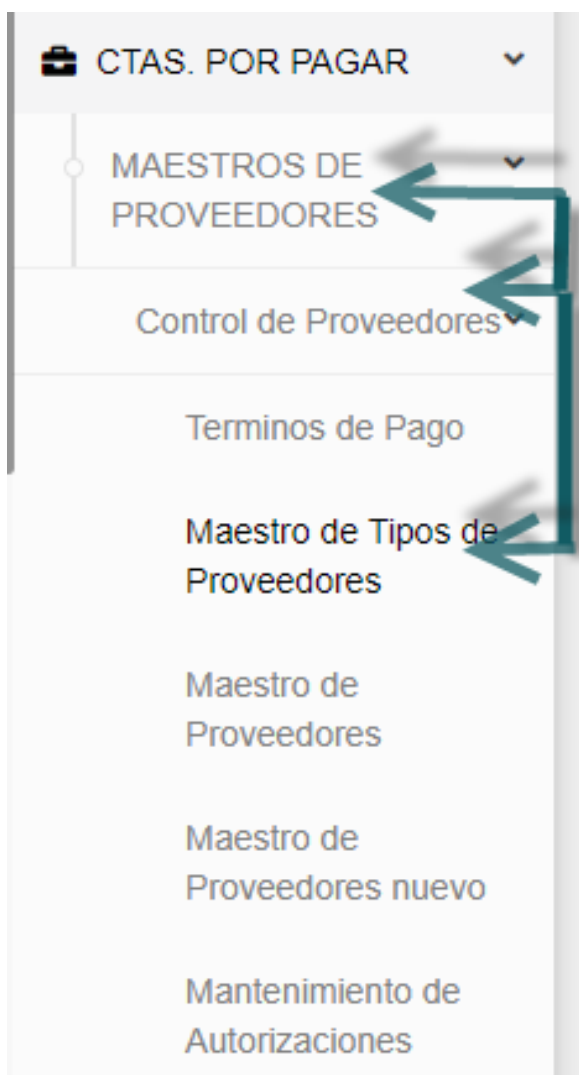 CTAS. POR PAGAR
MAESTROS DE
PROVEEDORES
Control de Proveedores
Terminos de Pago
Maestro de Tipos de
Proveedores
Maestro de
Proveedores
Maestro de
Proveedores nuevo
Mantenimiento de
Autorizaciones